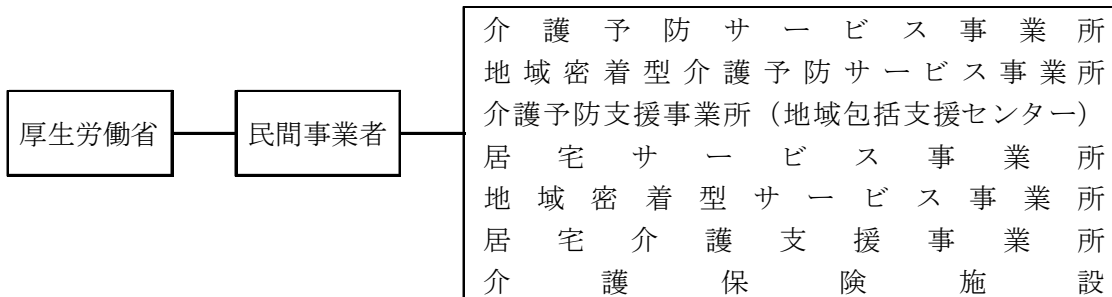 厚生労働省
民間事業者
介護予防サービス事業所
地域密着型介護予防サービス事業所
介護予防支援事業所（地域包括支援センター）
居宅サービス事業所
地域密着型サービス事業所
居宅介護支援事業所
介護保険施設